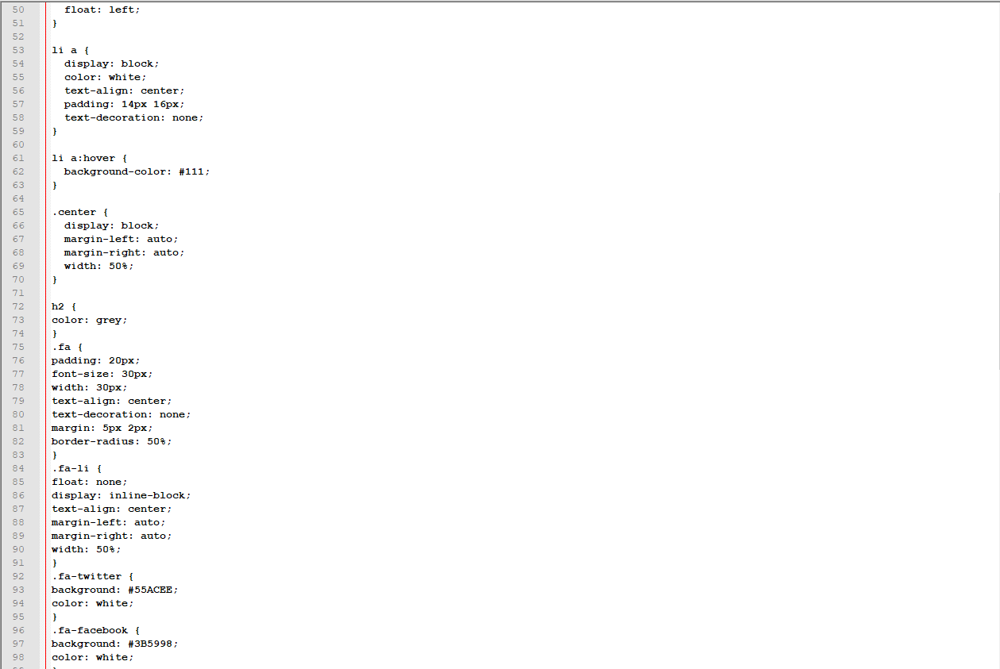 50 float: left;
51 }
52
53 li a {
54 display: block;
55 color: white;
56 text-align: center;
57 padding: 14px 16px;
58 text-decoration: none;
59 }
60
61 li a:hover {
62 background-color: #111;
63 }
64
65 .center {
66 display: block;
67 margin-left: auto;
68 margin-right: auto;
69 width: 50%;
70 }
71
72 h2 {
73 color: grey;
74 }
75 .fa {
76 padding: 20px;
77 font-size: 30px;
78 width: 30px;
79 text-align: center;
80 text-decoration: none;
81 margin: 5px 2px;
82 border-radius: 50%;
83 }
84 .fa-li {
85 float: none;
86 display: inline-block;
87 text-align: center;
88 margin-left: auto;
89 margin-right: auto;
90 width: 50%;
91 }
92 .fa-twitter {
93 background: #55ACEE;
94 color: white;
95 }
96 .fa-facebook {
97 background: #3B5998;
98 color: white;